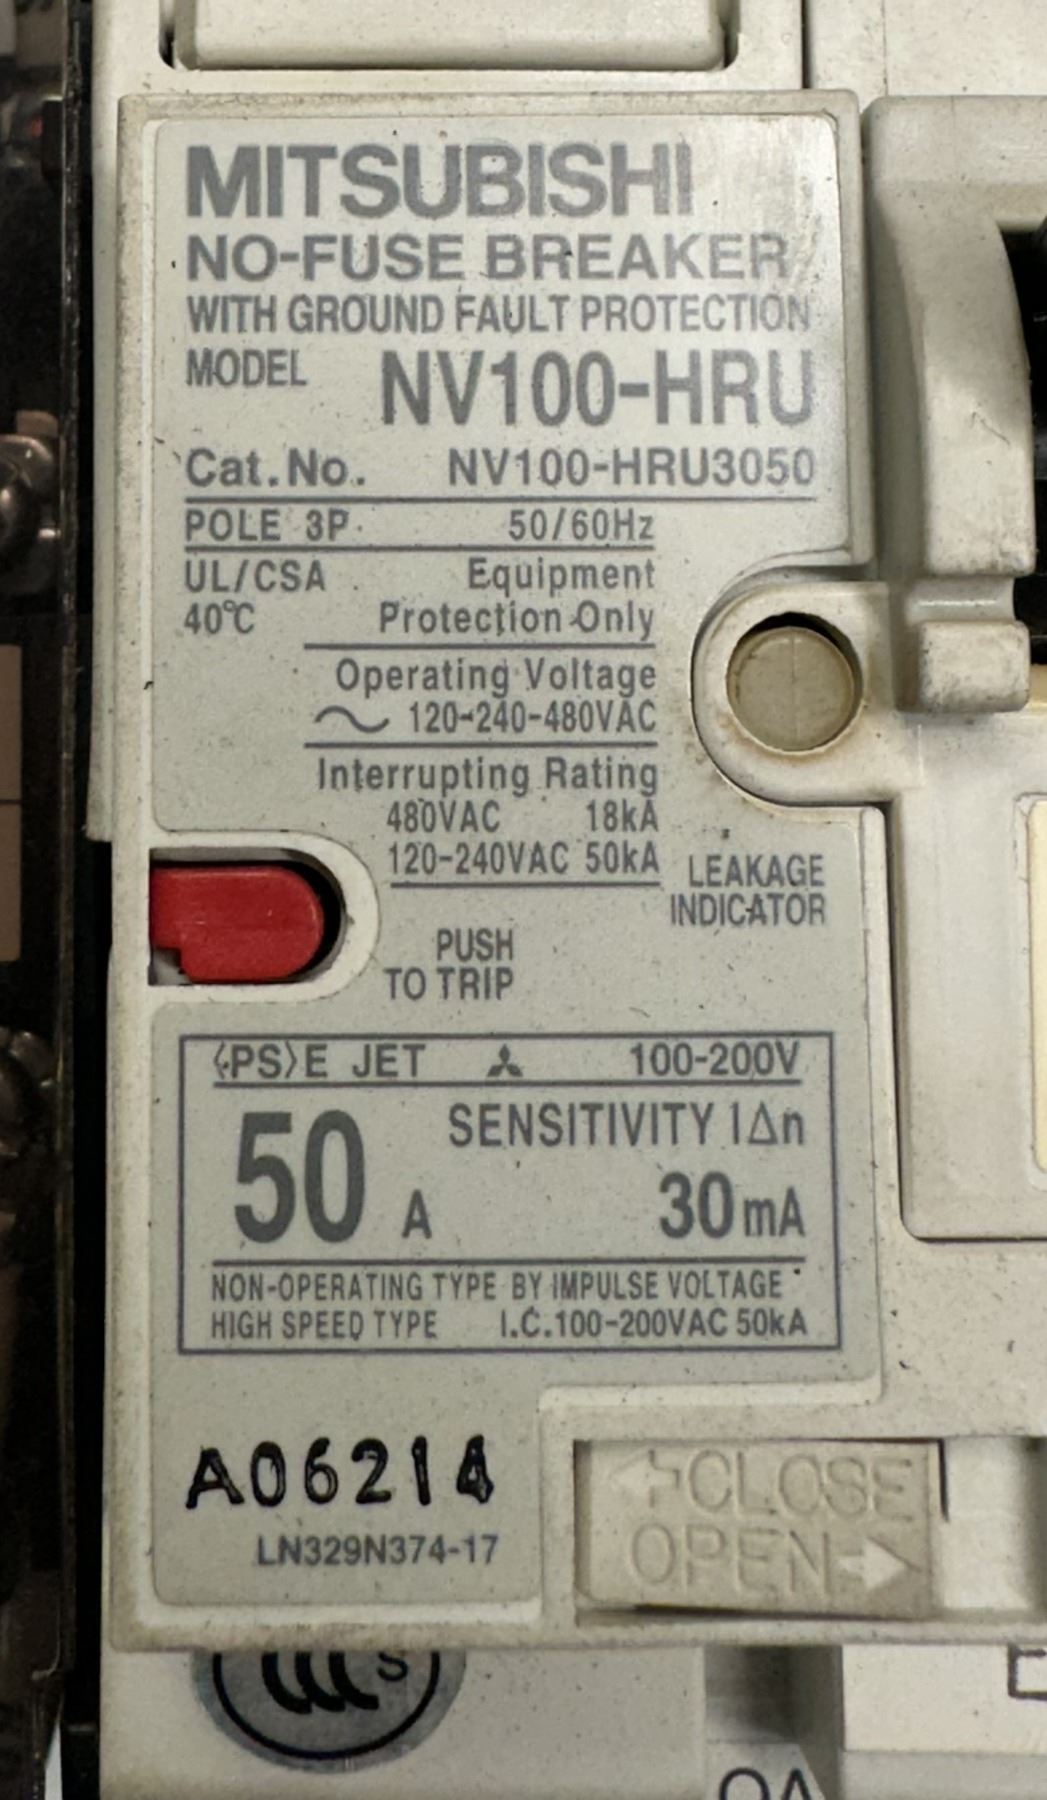 MITSUBISHI
NO-FUSE BREAKER
WITH GROUND FAULT PROTECTION
MODEL NV100-HRU
Cat.No. NV100-HRU3050
POLE 3P 50/60Hz
UL/CSA Equipment
40℃ Protection Only
Operating Voltage
120-240-480VAC
Interrupting Rating
480VAC 18kA
120-240VAC 50kA
LEAKAGE
INDICATOR
PUSH
TO TRIP
<PS>E JET 100-200V
50 A SENSITIVITY IΔn
30mA
NON-OPERATING TYPE BY IMPULSE VOLTAGE
HIGH SPEED TYPE I.C.100-200VAC 50kA
A06214
LN329N374-17
CLOSE
OPEN
S